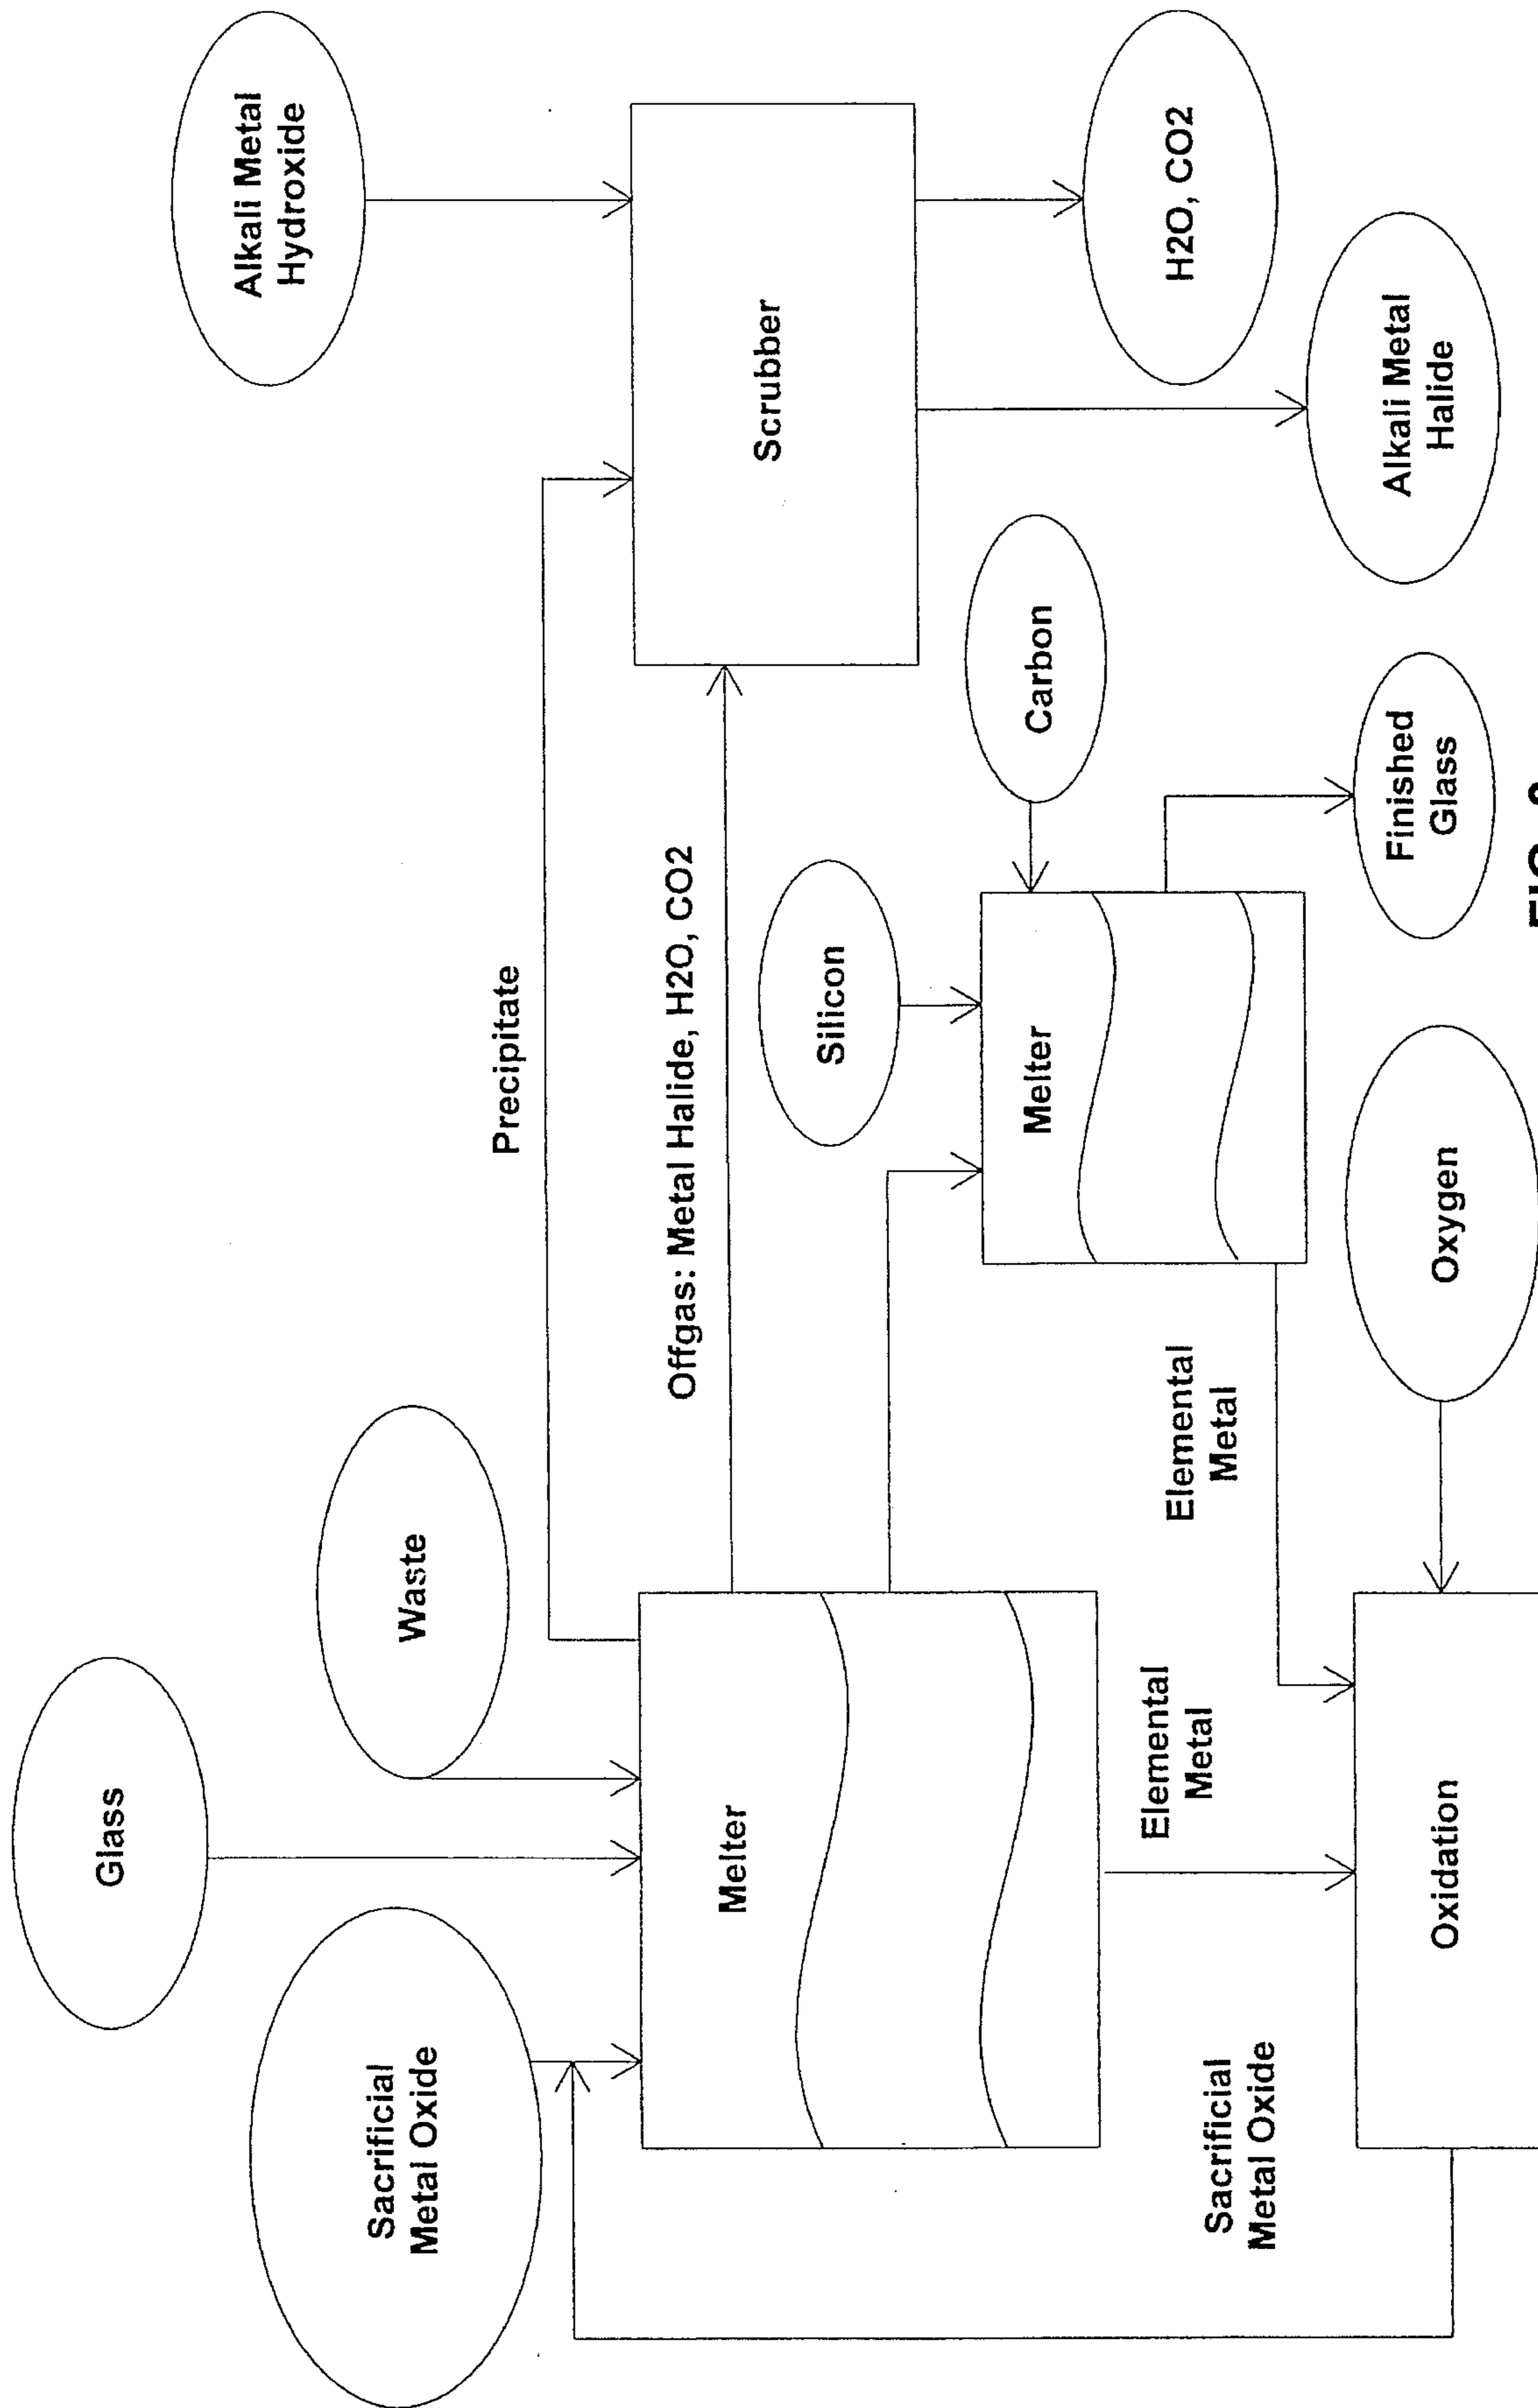 Glass
Alkali Metal
Hydroxide
Sacrificial
Metal Oxide
Waste
Precipitate
Offgas: Metal Halide, H2O, CO2
Melter
Scrubber
Silicon
Melter
Carbon
Elemental
Metal
Elemental
Metal
H2O, CO2
Sacrificial
Metal Oxide
Alkali Metal
Halide
Finished
Glass
Oxidation
Oxygen
FIG.